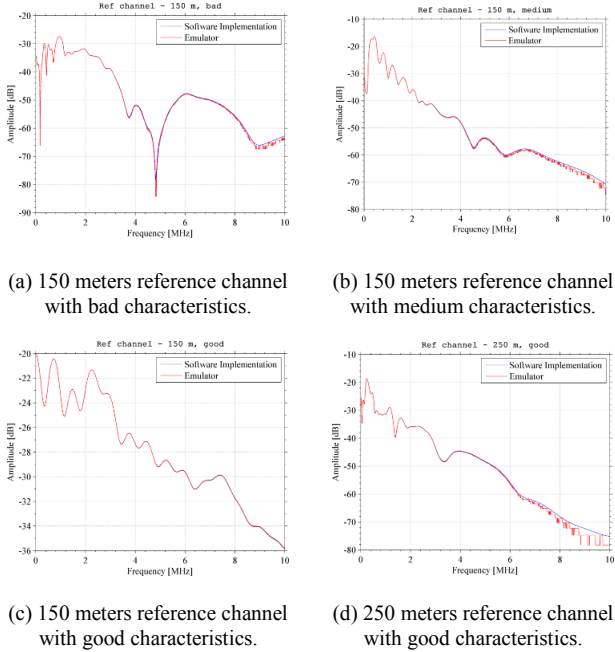 Ref channel - 150 m, bad
-20
-30
-40
-50
-60
-70
-80
-90
0
2
4
6
8
10
Amplitude [dB]
Frequency [MHz]
Software Implementation
Emulator
Ref channel - 150 m, medium
-10
-20
-30
-40
-50
-60
-70
-80
0
2
4
6
8
10
Amplitude [dB]
Frequency [MHz]
Software Implementation
Emulator
(a) 150 meters reference channel
with bad characteristics.
(b) 150 meters reference channel
with medium characteristics.
Ref channel - 150 m, good
-20
-22
-24
-26
-28
-30
-32
-34
-36
0
2
4
6
8
10
Amplitude [dB]
Frequency [MHz]
Software Implementation
Emulator
Ref channel - 250 m, good
-10
-20
-30
-40
-50
-60
-70
-80
0
2
4
6
8
10
Amplitude [dB]
Frequency [MHz]
Software Implementation
Emulator
(c) 150 meters reference channel
with good characteristics.
(d) 250 meters reference channel
with good characteristics.